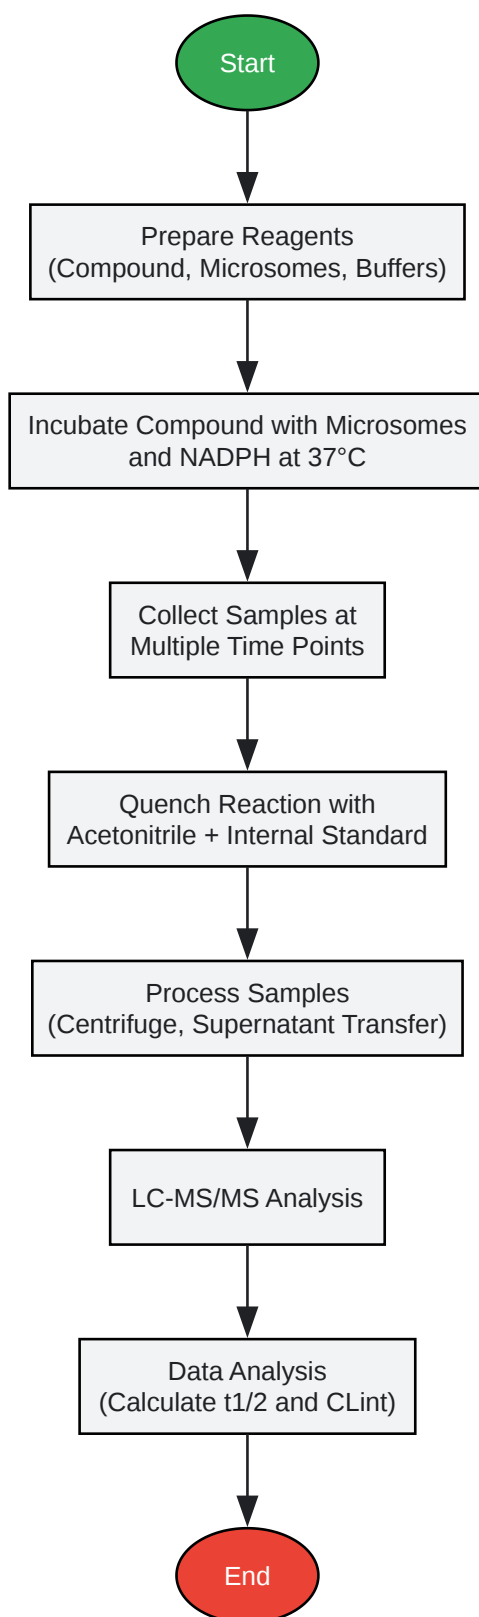 Start
Prepare Reagents
(Compound, Microsomes, Buffers)
Incubate Compound with Microsomes
and NADPH at 37°C
Collect Samples at
Multiple Time Points
Quench Reaction with
Acetonitrile + Internal Standard
Process Samples
(Centrifuge, Supernatant Transfer)
LC-MS/MS Analysis
Data Analysis
(Calculate t1/2 and CLint)
End